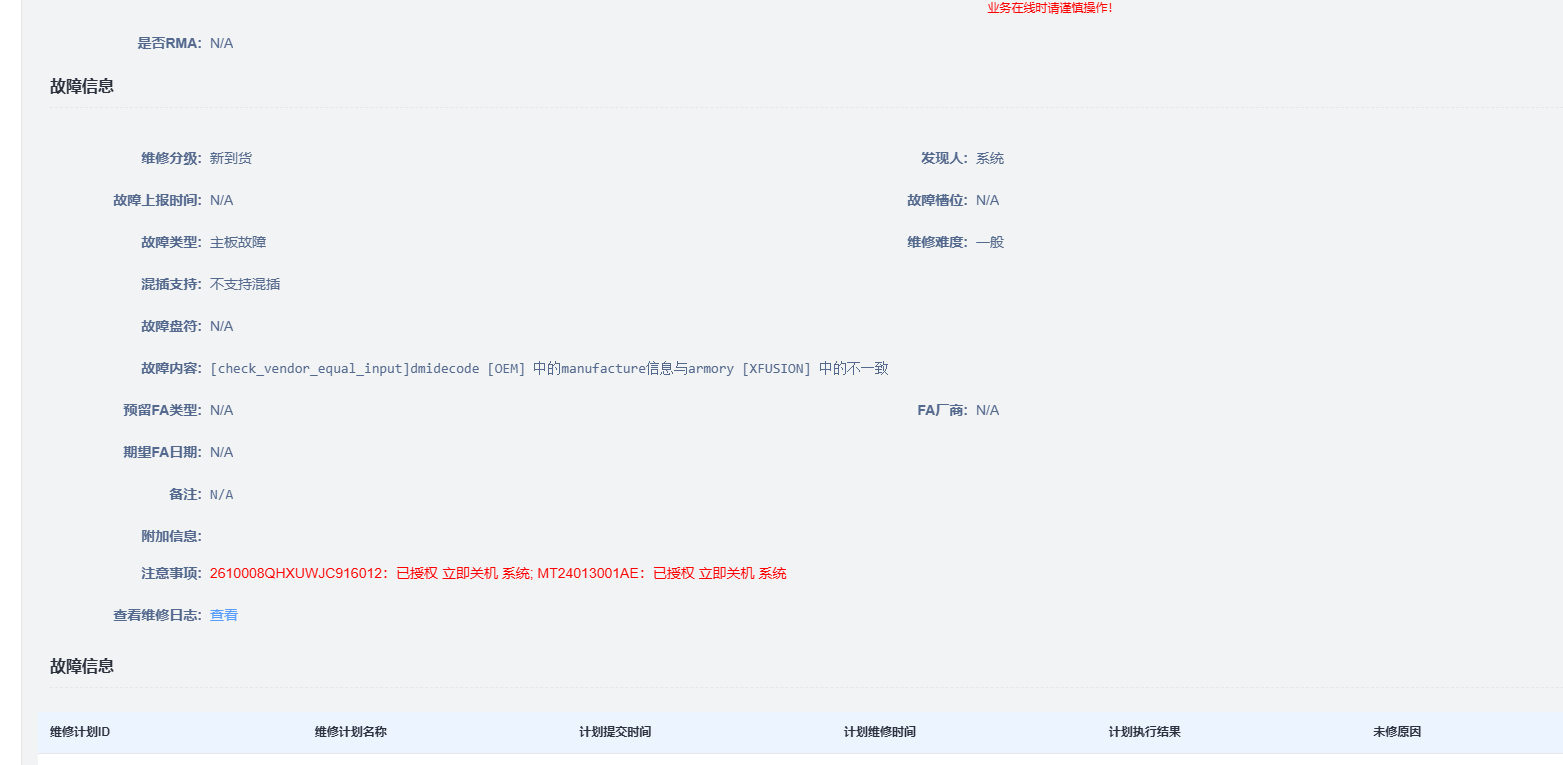 业务在线时请谨慎操作!
是否RMA: N/A
故障信息
维修分级: 新到货 发现人: 系统
故障上报时间: N/A 故障槽位: N/A
故障类型: 主板故障 维修难度: 一般
混插支持: 不支持混插
故障盘符: N/A
故障内容: [check_vendor_equal_input]dmidecode [OEM] 中的manufacture信息与armory [XFUSION] 中的不一致
预留FA类型: N/A FA厂商: N/A
期望FA日期: N/A
备注: N/A
附加信息:
注意事项: 2610008QHXUWJC916012：已授权 立即关机 系统; MT24013001AE：已授权 立即关机 系统
查看维修日志: 查看
故障信息
维修计划ID 维修计划名称 计划提交时间 计划维修时间 计划执行结果 未修原因